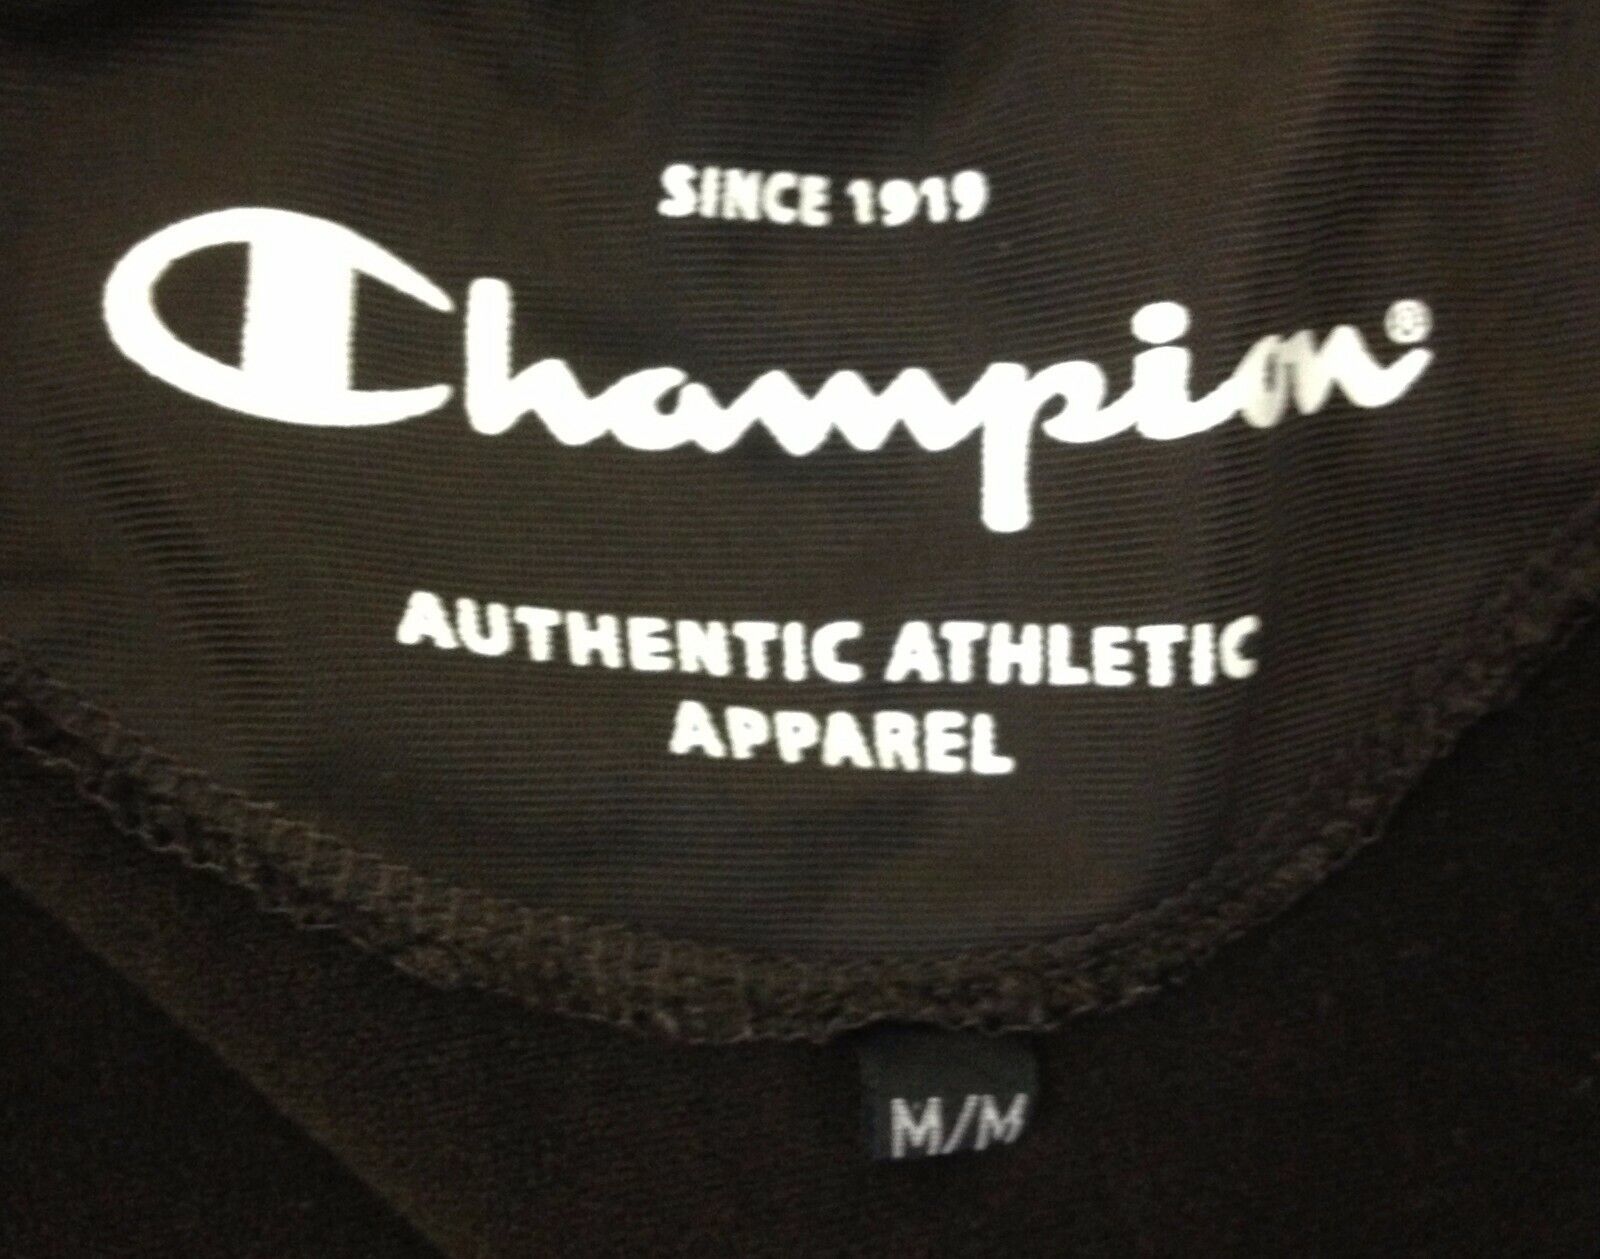 SINCE 1919
Champion®
AUTHENTIC ATHLETIC
APPAREL
M/M